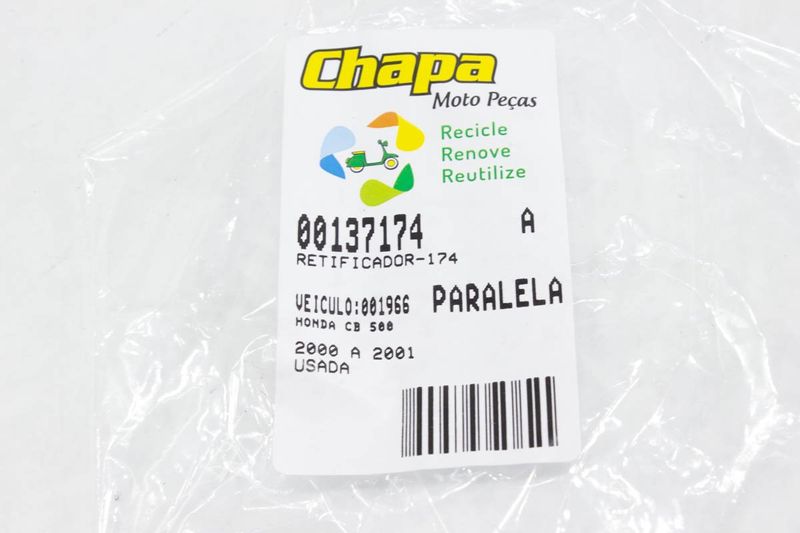 Chapa
Moto Peças
Recicle
Renove
Reutilize
00137174 A
RETIFICADOR-174
VEICULO:001966 PARALELA
HONDA CB 500
2000 A 2001
USADA